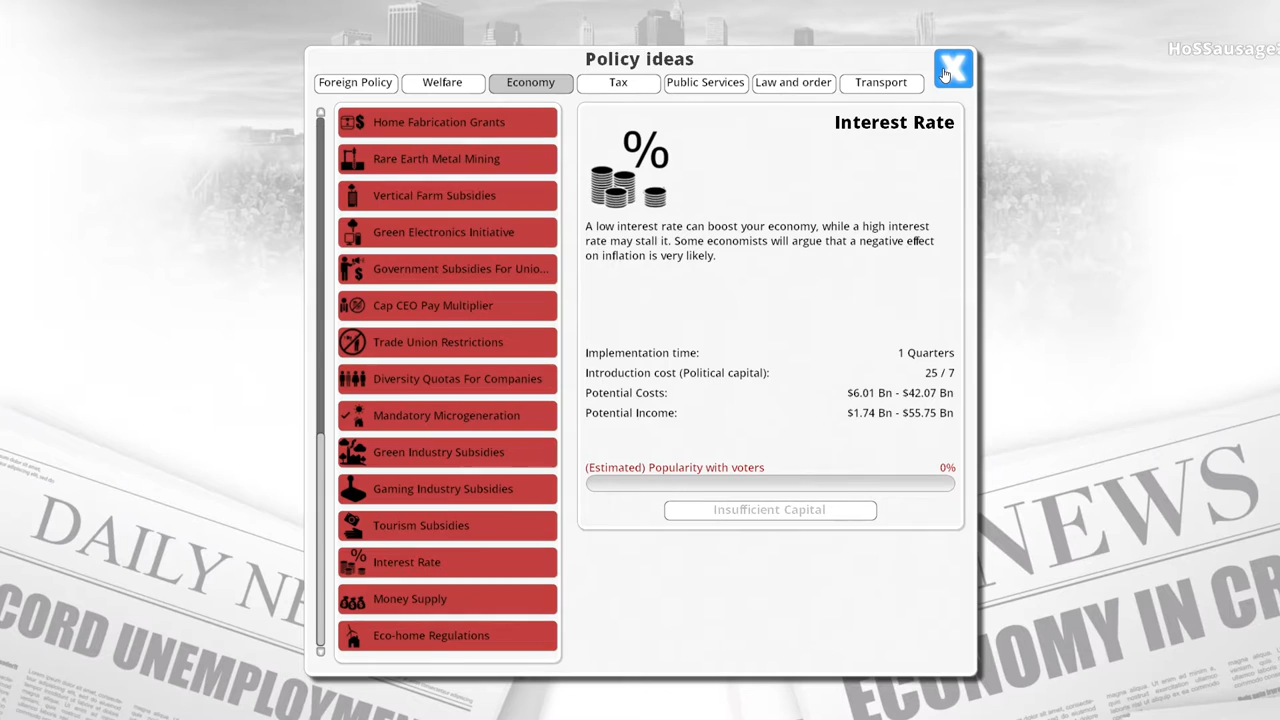 HoSSausage
Policy ideas
X
Foreign Policy
Welfare
Economy
Tax
Public Services
Law and order
Transport
Home Fabrication Grants
Rare Earth Metal Mining
Vertical Farm Subsidies
Green Electronics Initiative
Government Subsidies For Unio...
Cap CEO Pay Multiplier
Trade Union Restrictions
Diversity Quotas For Companies
Mandatory Microgeneration
Green Industry Subsidies
Gaming Industry Subsidies
Tourism Subsidies
Interest Rate
Money Supply
Eco-home Regulations
Interest Rate
%
A low interest rate can boost your economy, while a high interest
rate may stall it. Some economists will argue that a negative effect
on inflation is very likely.
Implementation time: 1 Quarters
Introduction cost (Political capital): 25 / 7
Potential Costs: $6.01 Bn - $42.07 Bn
Potential Income: $1.74 Bn - $55.75 Bn
(Estimated) Popularity with voters 0%
Insufficient Capital
DAILY NE
CORD UNEMPLOYM
NEWS
ECONOMY IN CR